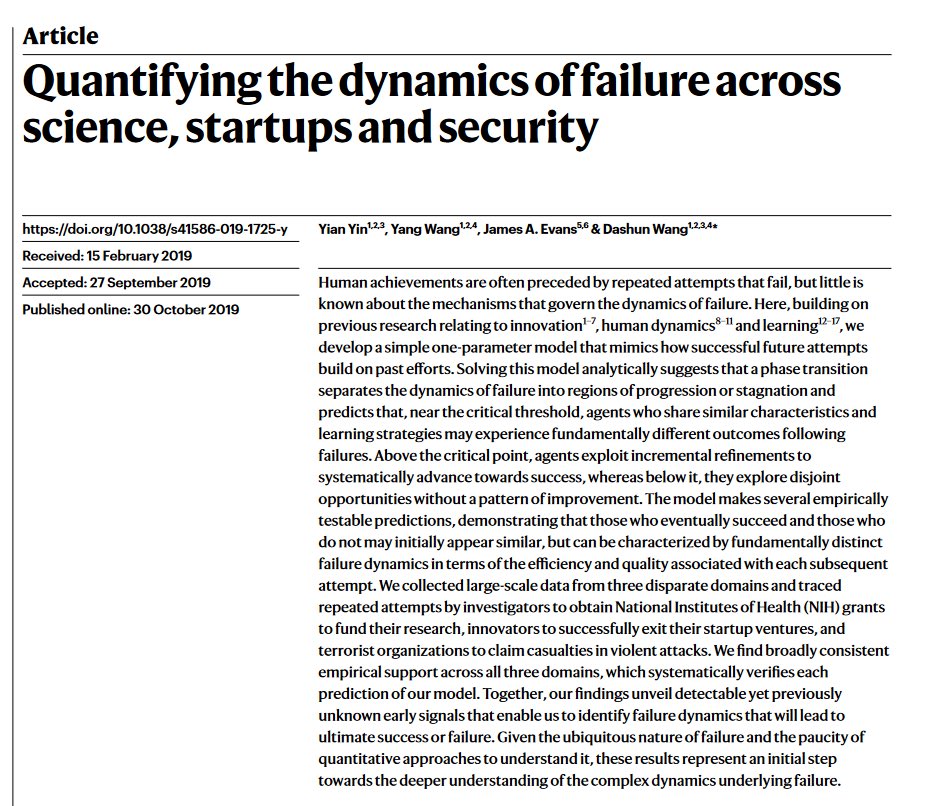 Article
Quantifying the dynamics of failure across
science, startups and security
https://doi.org/10.1038/s41586-019-1725-y
Received: 15 February 2019
Accepted: 27 September 2019
Published online: 30 October 2019
Yian Yin1,2,3, Yang Wang1,2,4, James A. Evans5,6 & Dashun Wang1,2,3,4*
Human achievements are often preceded by repeated attempts that fail, but little is
known about the mechanisms that govern the dynamics of failure. Here, building on
previous research relating to innovation1–7, human dynamics8–11 and learning12–17, we
develop a simple one-parameter model that mimics how successful future attempts
build on past efforts. Solving this model analytically suggests that a phase transition
separates the dynamics of failure into regions of progression or stagnation and
predicts that, near the critical threshold, agents who share similar characteristics and
learning strategies may experience fundamentally different outcomes following
failures. Above the critical point, agents exploit incremental refinements to
systematically advance towards success, whereas below it, they explore disjoint
opportunities without a pattern of improvement. The model makes several empirically
testable predictions, demonstrating that those who eventually succeed and those who
do not may initially appear similar, but can be characterized by fundamentally distinct
failure dynamics in terms of the efficiency and quality associated with each subsequent
attempt. We collected large-scale data from three disparate domains and traced
repeated attempts by investigators to obtain National Institutes of Health (NIH) grants
to fund their research, innovators to successfully exit their startup ventures, and
terrorist organizations to claim casualties in violent attacks. We find broadly consistent
empirical support across all three domains, which systematically verifies each
prediction of our model. Together, our findings unveil detectable yet previously
unknown early signals that enable us to identify failure dynamics that will lead to
ultimate success or failure. Given the ubiquitous nature of failure and the paucity of
quantitative approaches to understand it, these results represent an initial step
towards the deeper understanding of the complex dynamics underlying failure.